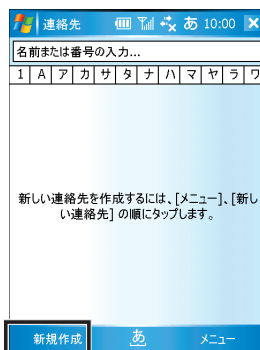 連絡先 あ 10:00
名前または番号の入力...
1 A ア カ サ タ ナ ハ マ ヤ ラ ワ
新しい連絡先を作成するには、[メニュー]、[新し
い連絡先] の順にタップします。
新規作成 あ メニュー